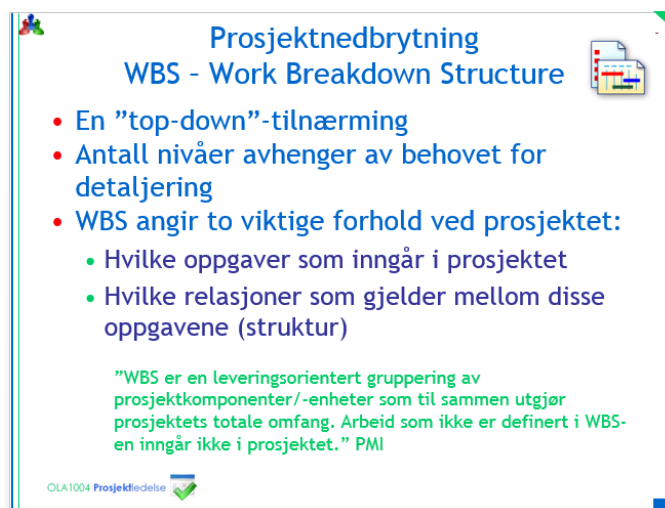 Prosjektnedbrytning
WBS – Work Breakdown Structure
• En ”top-down”-tilnærming
• Antall nivåer avhenger av behovet for
detaljering
• WBS angir to viktige forhold ved prosjektet:
• Hvilke oppgaver som inngår i prosjektet
• Hvilke relasjoner som gjelder mellom disse
oppgavene (struktur)
”WBS er en leveringsorientert gruppering av
prosjektkomponenter/-enheter som til sammen utgjør
prosjektets totale omfang. Arbeid som ikke er definert i WBS-
en inngår ikke i prosjektet.” PMI
OLA1004 Prosjektledelse